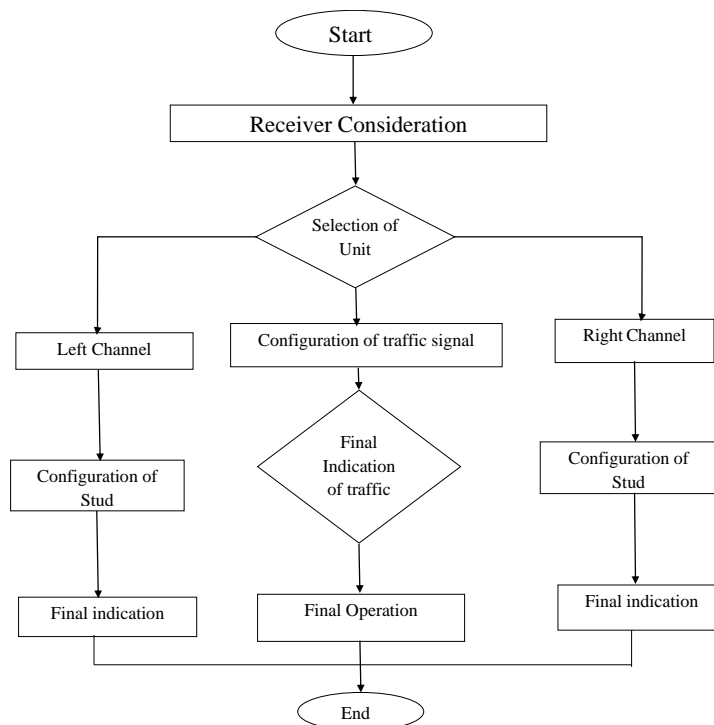 Start
Receiver Consideration
Selection of
Unit
Left Channel
Configuration of traffic signal
Right Channel
Final
Indication
of traffic
Configuration of
Stud
Configuration of
Stud
Final indication
Final Operation
Final indication
End